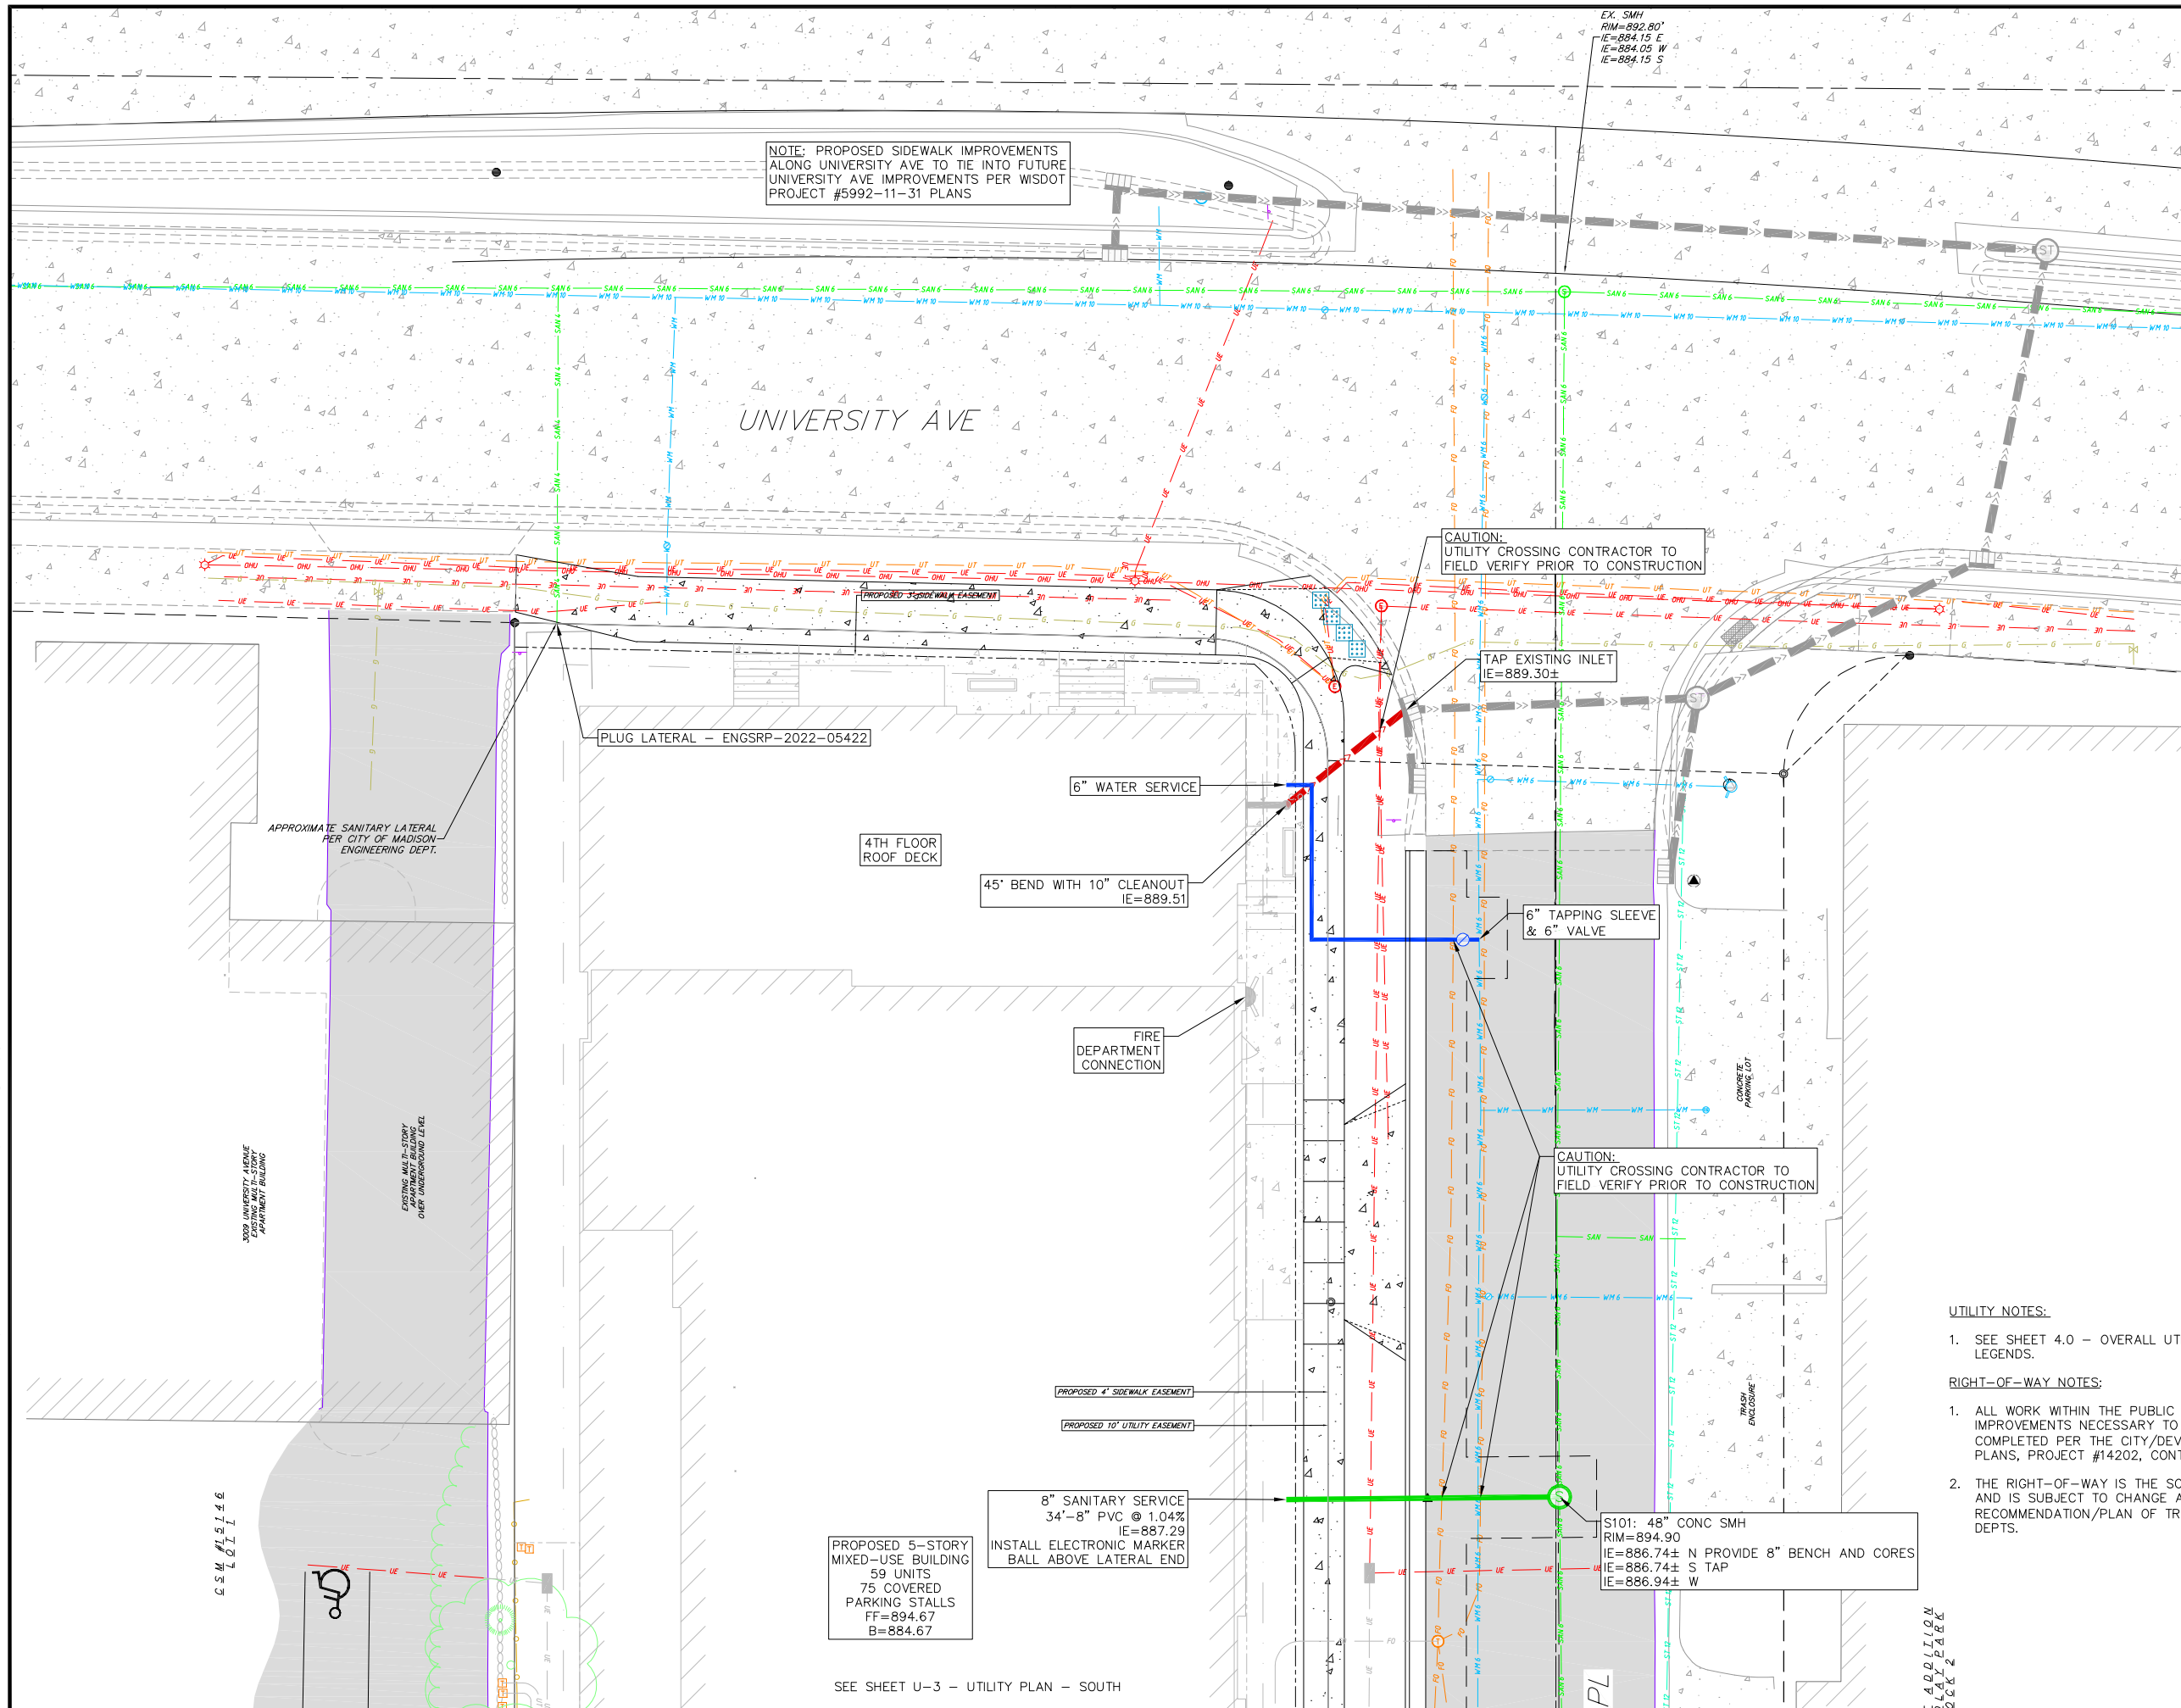 EX. SMH
RIM=892.80'
IE=884.15 E
IE=884.05 W
IE=884.15 S
NOTE: PROPOSED SIDEWALK IMPROVEMENTS
ALONG UNIVERSITY AVE TO TIE INTO FUTURE
UNIVERSITY AVE IMPROVEMENTS PER WISDOT
PROJECT #5992-11-31 PLANS
UNIVERSITY AVE
CAUTION:
UTILITY CROSSING CONTRACTOR TO
FIELD VERIFY PRIOR TO CONSTRUCTION
PROPOSED 3' SIDEWALK EASEMENT
TAP EXISTING INLET
IE=889.30±
PLUG LATERAL – ENGSRP-2022-05422
6" WATER SERVICE
APPROXIMATE SANITARY LATERAL
PER CITY OF MADISON
ENGINEERING DEPT.
4TH FLOOR
ROOF DECK
45° BEND WITH 10" CLEANOUT
IE=889.51
6" TAPPING SLEEVE
& 6" VALVE
FIRE
DEPARTMENT
CONNECTION
CONCRETE
PARKING LOT
3009 UNIVERSITY AVENUE
EXISTING MULTI-STORY
APARTMENT BUILDING
EXISTING MULTI-STORY
APARTMENT BUILDING
OVER UNDERGROUND LEVEL
CAUTION:
UTILITY CROSSING CONTRACTOR TO
FIELD VERIFY PRIOR TO CONSTRUCTION
UTILITY NOTES:
1. SEE SHEET 4.0 – OVERALL UT
LEGENDS.
RIGHT-OF-WAY NOTES:
1. ALL WORK WITHIN THE PUBLIC
IMPROVEMENTS NECESSARY TO
COMPLETED PER THE CITY/DEV
PLANS, PROJECT #14202, CONT
2. THE RIGHT-OF-WAY IS THE SO
AND IS SUBJECT TO CHANGE A
RECOMMENDATION/PLAN OF TR
DEPTS.
TRASH
ENCLOSURE
PROPOSED 4' SIDEWALK EASEMENT
PROPOSED 10' UTILITY EASEMENT
8" SANITARY SERVICE
34'-8" PVC @ 1.04%
IE=887.29
INSTALL ELECTRONIC MARKER
BALL ABOVE LATERAL END
S101: 48" CONC SMH
RIM=894.90
IE=886.74± N PROVIDE 8" BENCH AND CORES
IE=886.74± S TAP
IE=886.94± W
CSM #15146
LOT 1
PROPOSED 5-STORY
MIXED-USE BUILDING
59 UNITS
75 COVERED
PARKING STALLS
FF=894.67
B=884.67
SEE SHEET U-3 – UTILITY PLAN – SOUTH
PL
ADDITION
PARK
2